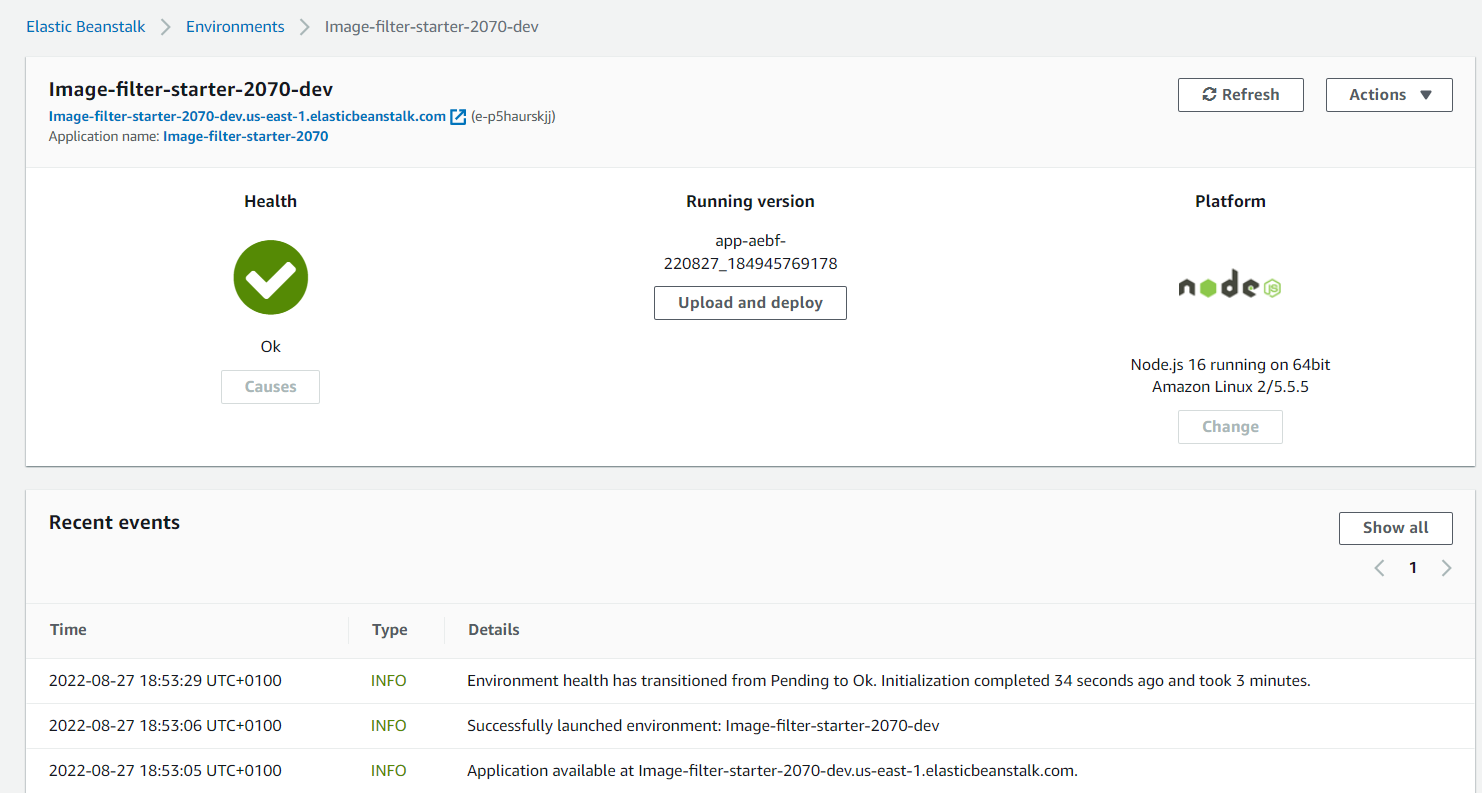 Elastic Beanstalk > Environments > Image-filter-starter-2070-dev
Image-filter-starter-2070-dev
Refresh
Actions
Image-filter-starter-2070-dev.us-east-1.elasticbeanstalk.com (e-p5haurskjj)
Application name: Image-filter-starter-2070
Health
Ok
Causes
Running version
app-aebf-
220827_184945769178
Upload and deploy
Platform
node JS
Node.js 16 running on 64bit
Amazon Linux 2/5.5.5
Change
Recent events
Show all
1
Time Type Details
2022-08-27 18:53:29 UTC+0100 INFO Environment health has transitioned from Pending to Ok. Initialization completed 34 seconds ago and took 3 minutes.
2022-08-27 18:53:06 UTC+0100 INFO Successfully launched environment: Image-filter-starter-2070-dev
2022-08-27 18:53:05 UTC+0100 INFO Application available at Image-filter-starter-2070-dev.us-east-1.elasticbeanstalk.com.